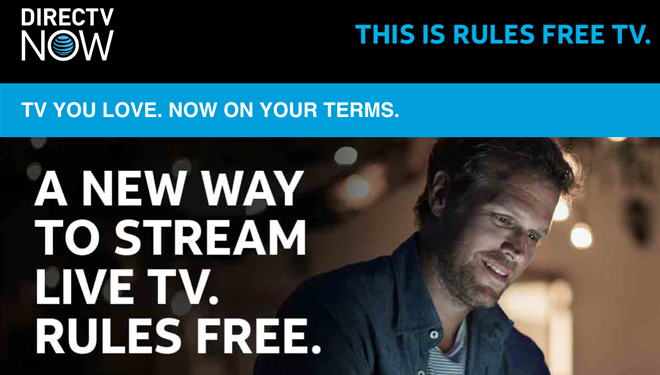 DIRECTV
NOW
THIS IS RULES FREE TV.
TV YOU LOVE. NOW ON YOUR TERMS.
A NEW WAY
TO STREAM
LIVE TV.
RULES FREE.